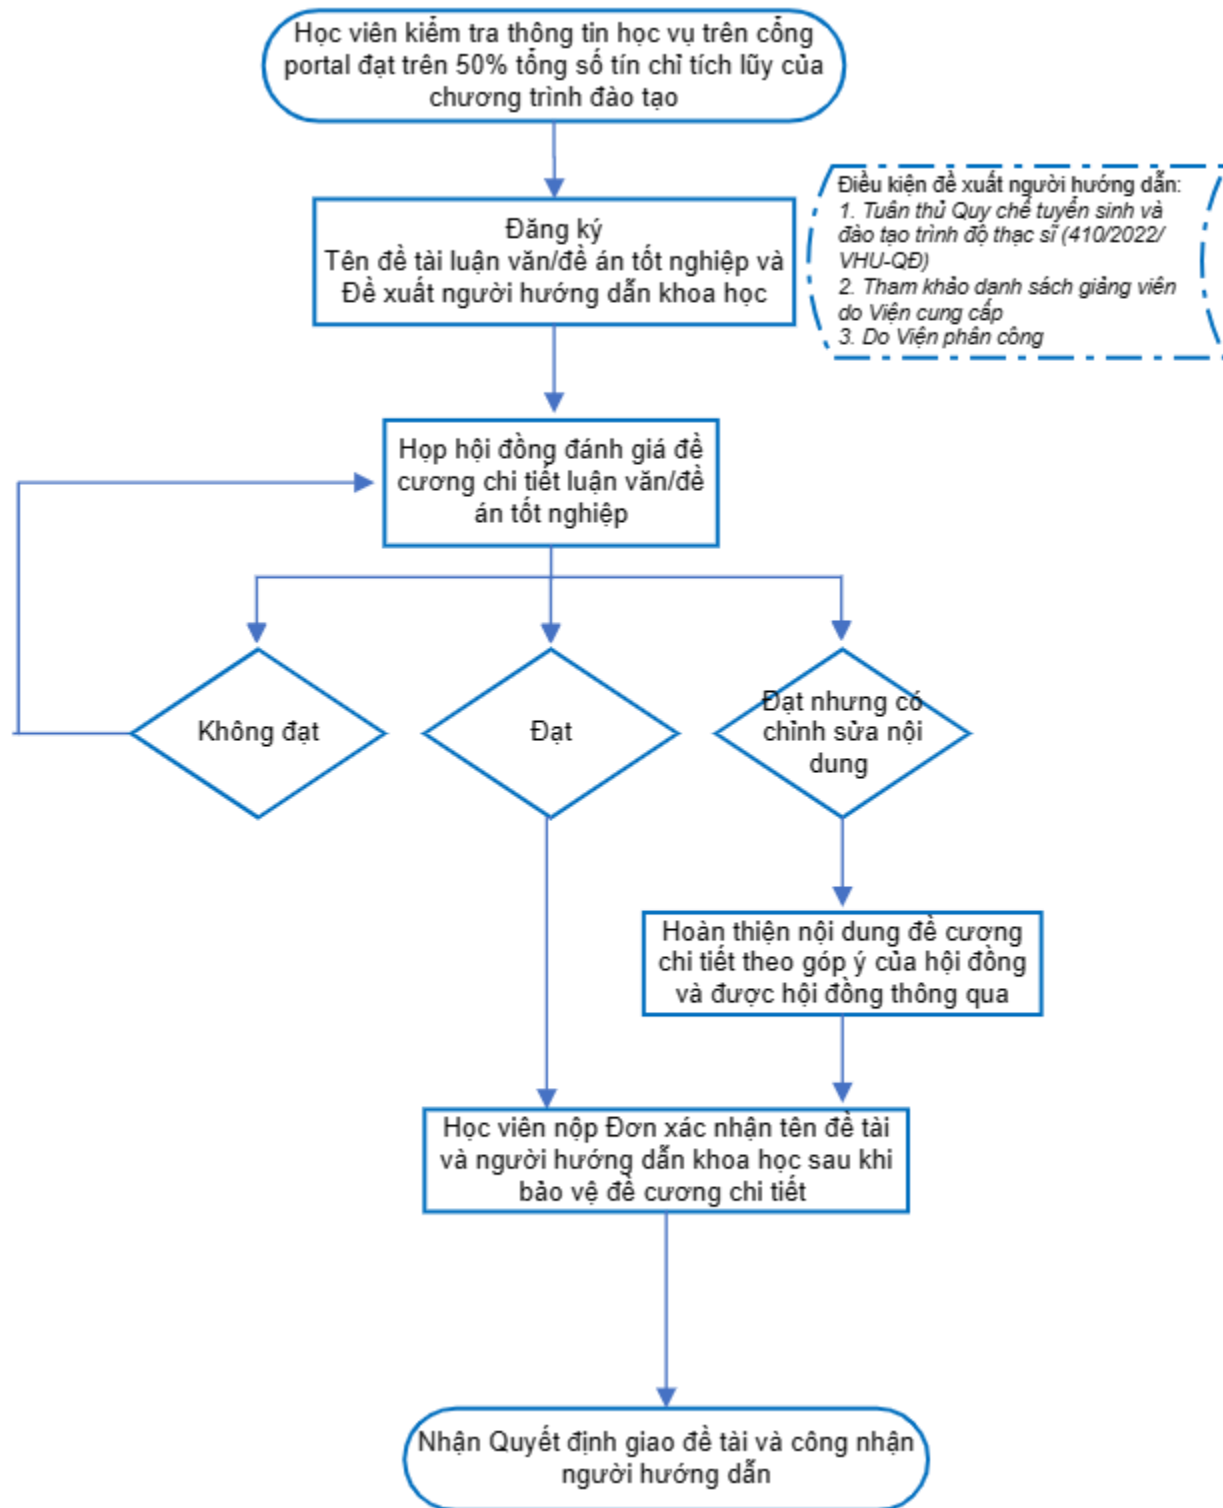 Học viên kiểm tra thông tin học vụ trên cổng
portal đạt trên 50% tổng số tín chỉ tích lũy của
chương trình đào tạo
Đăng ký
Tên đề tài luận văn/đề án tốt nghiệp và
Đề xuất người hướng dẫn khoa học
Điều kiện đề xuất người hướng dẫn:
1. Tuân thủ Quy chế tuyển sinh và
đào tạo trình độ thạc sĩ (410/2022/
VHU-QĐ)
2. Tham khảo danh sách giảng viên
do Viện cung cấp
3. Do Viện phân công
Họp hội đồng đánh giá đề
cương chi tiết luận văn/đề
án tốt nghiệp
Không đạt
Đạt
Đạt nhưng có
chỉnh sửa nội
dung
Hoàn thiện nội dung đề cương
chi tiết theo góp ý của hội đồng
và được hội đồng thông qua
Học viên nộp Đơn xác nhận tên đề tài
và người hướng dẫn khoa học sau khi
bảo vệ đề cương chi tiết
Nhận Quyết định giao đề tài và công nhận
người hướng dẫn